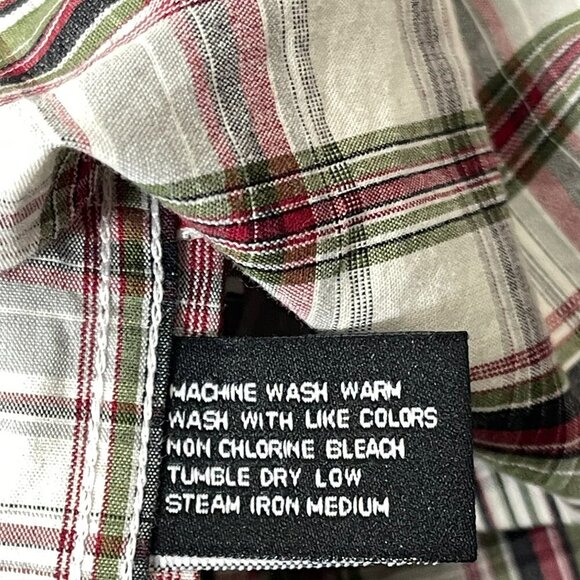 MACHINE WASH WARM
WASH WITH LIKE COLORS
NON CHLORINE BLEACH
TUMBLE DRY LOW
STEAM IRON MEDIUM